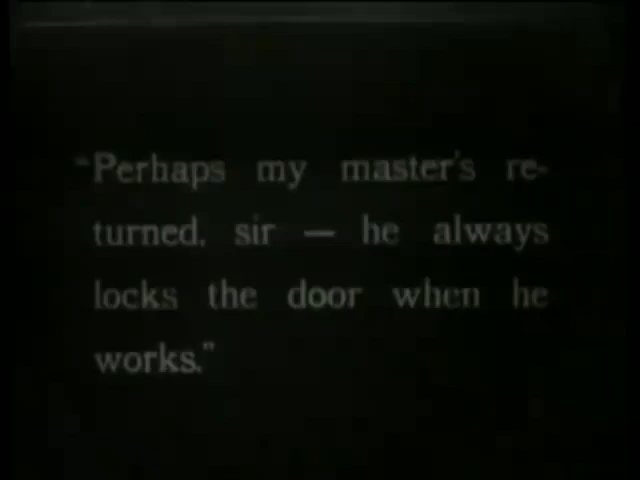 "Perhaps my master's re-
turned, sir — he always
locks the door when he
works."